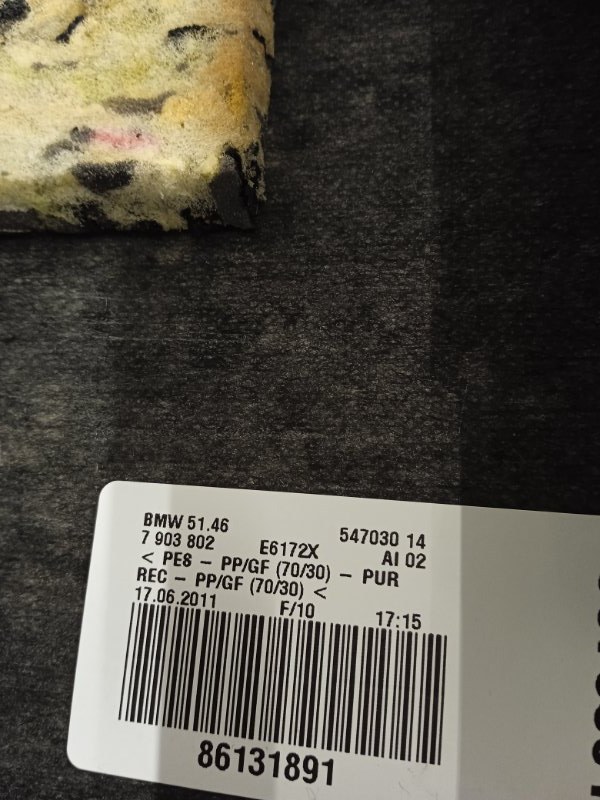 BMW 51.46 547030 14
7 903 802 E6172X AI 02
< PES - PP/GF (70/30) - PUR
REC - PP/GF (70/30) <
17.06.2011 F/10 17:15
86131891